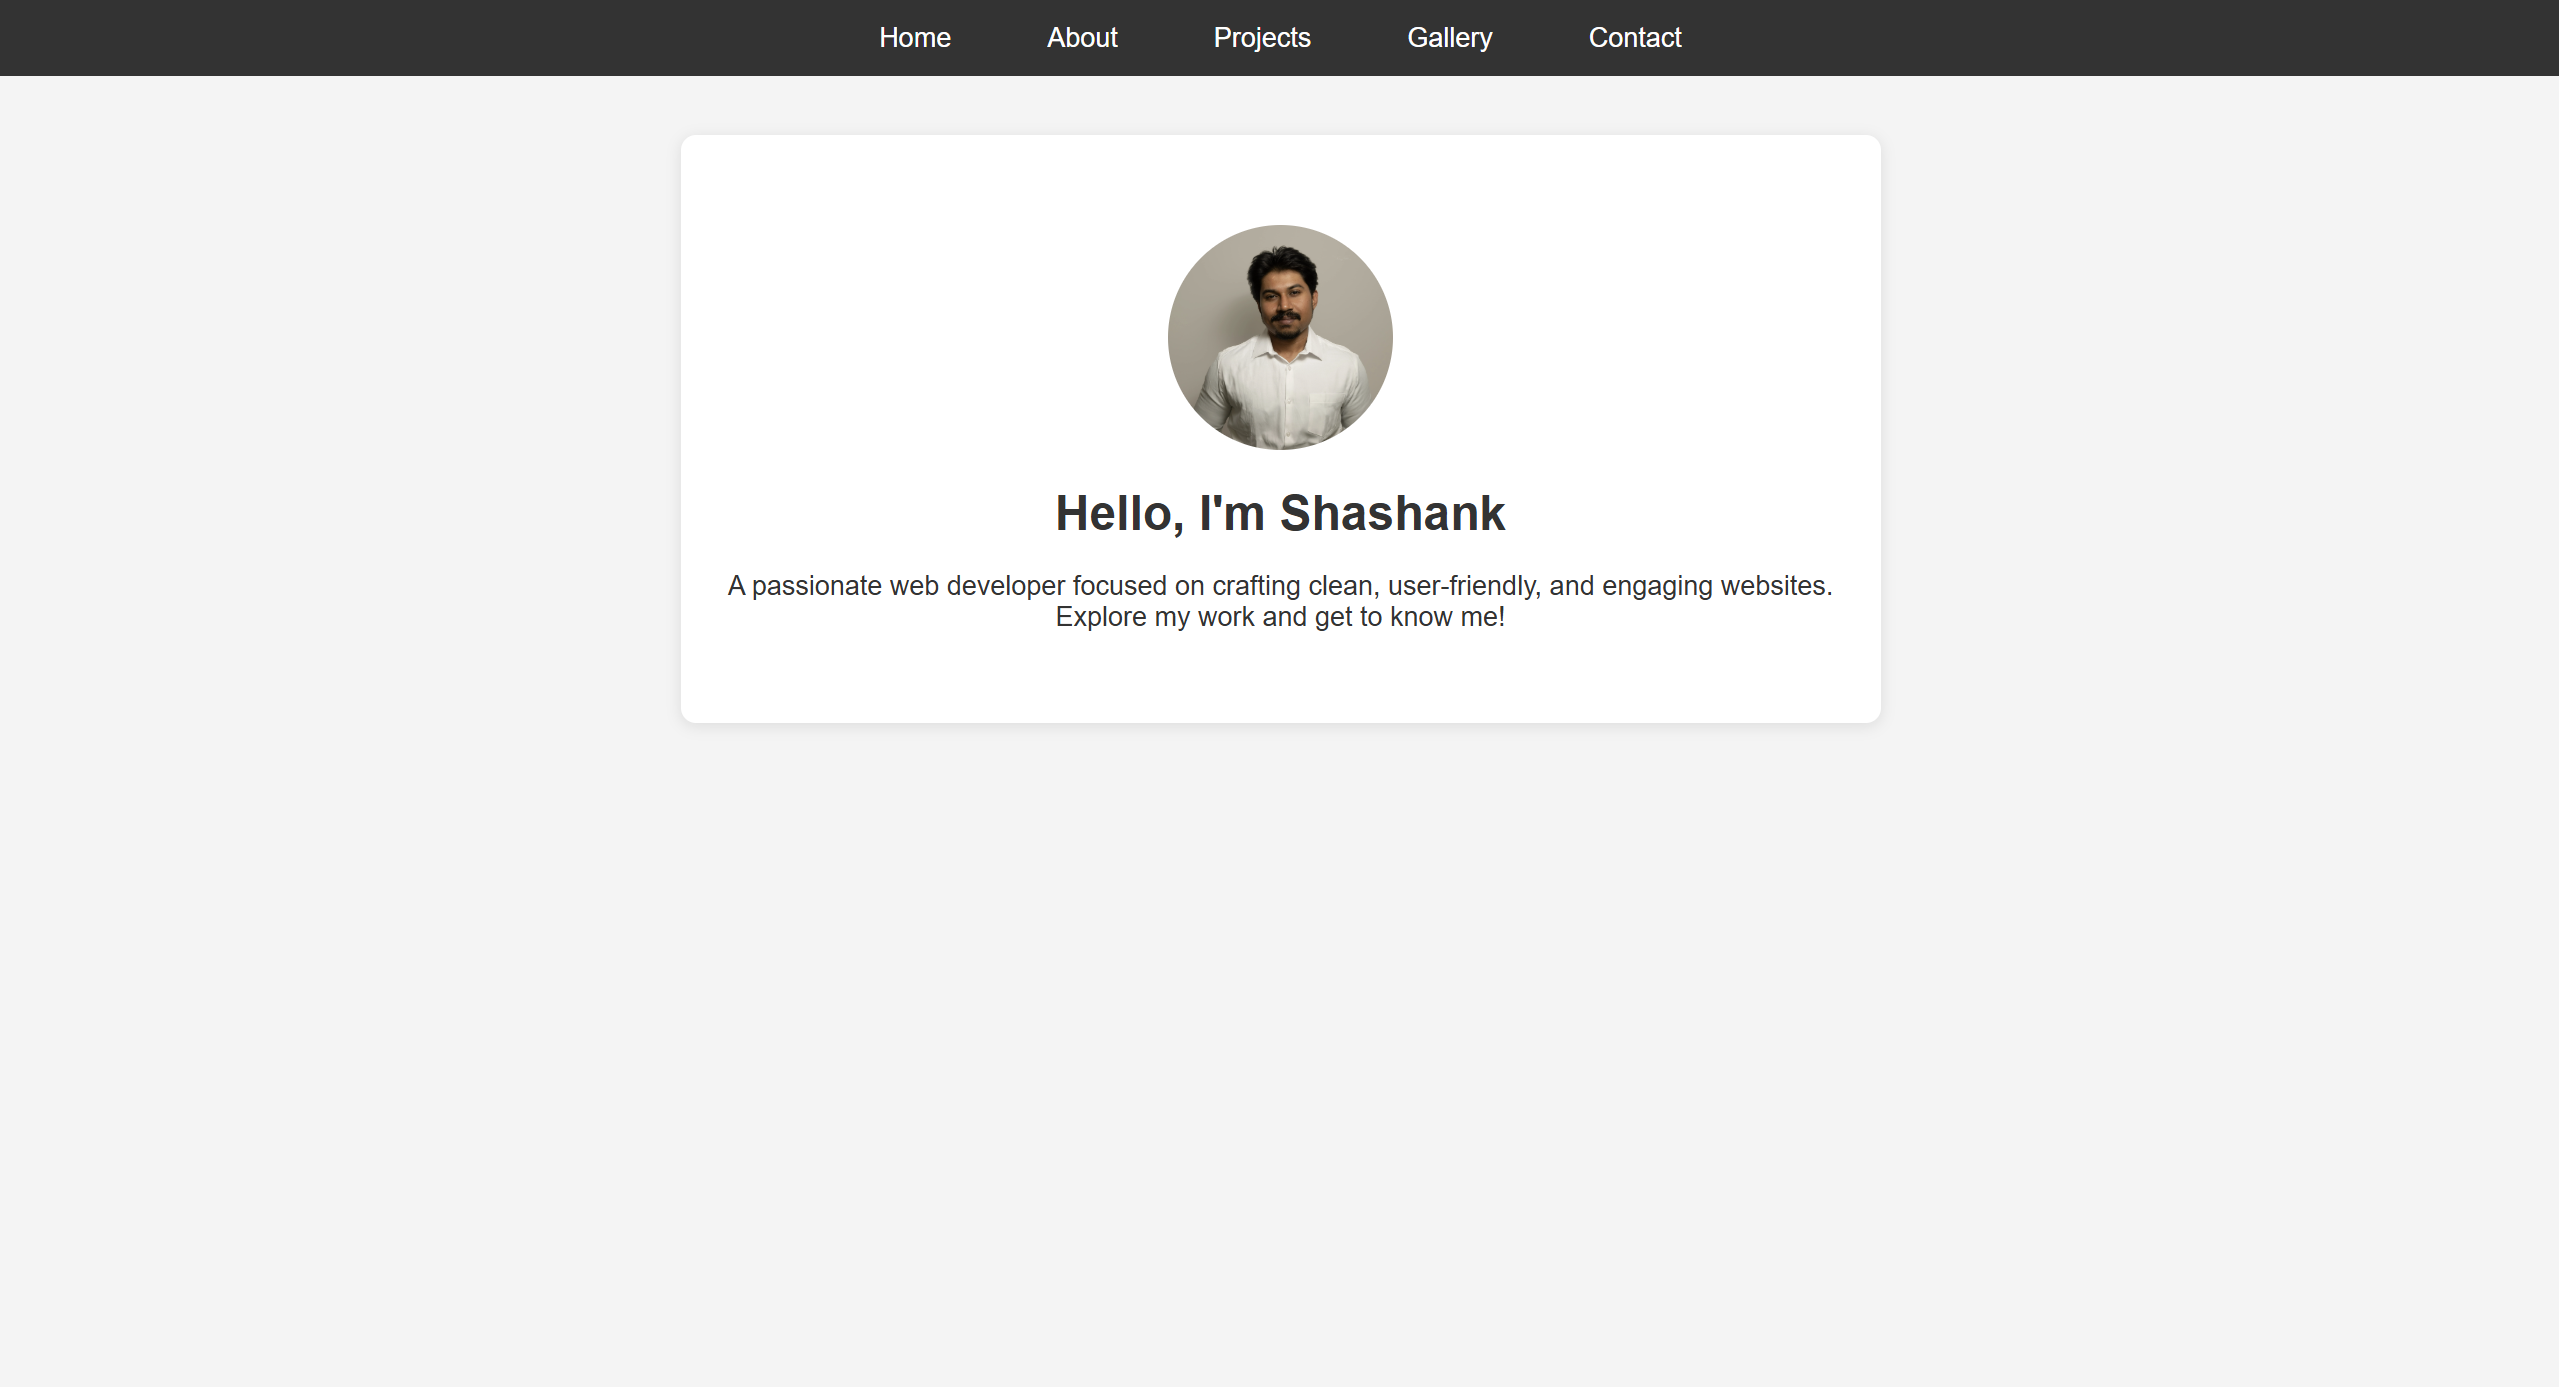 Home About Projects Gallery Contact
Hello, I'm Shashank
A passionate web developer focused on crafting clean, user-friendly, and engaging websites.
Explore my work and get to know me!